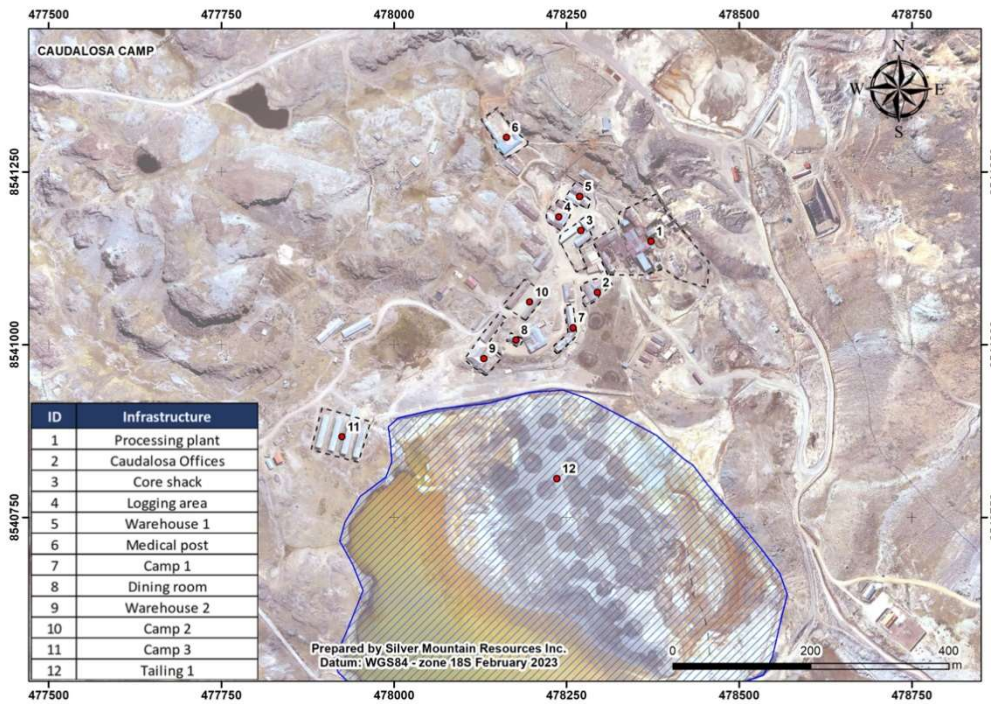 477500 477750 478000 478250 478500 478750
CAUDALOSA CAMP
N
W E
S
8541250
8541000
8540750
6
5
4
3
1
2
10
7
8
9
11
12
ID Infrastructure
1 Processing plant
2 Caudalosa Offices
3 Core shack
4 Logging area
5 Warehouse 1
6 Medical post
7 Camp 1
8 Dining room
9 Warehouse 2
10 Camp 2
11 Camp 3
12 Tailing 1
Prepared by Silver Mountain Resources Inc.
Datum: WGS84 - zone 18S February 2023
0 200 400
m
477500 477750 478000 478250 478500 478750